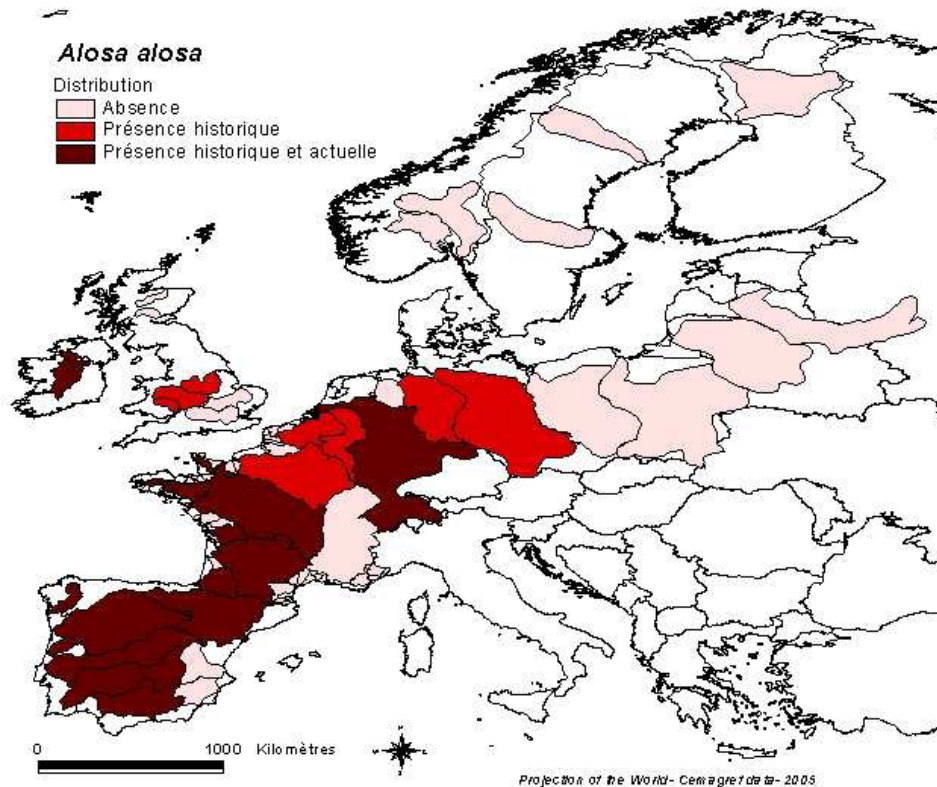 Alosa alosa
Distribution
Absence
Présence historique
Présence historique et actuelle
0 1000 Kilomètres
Projection of the World- Cemagref data- 2005